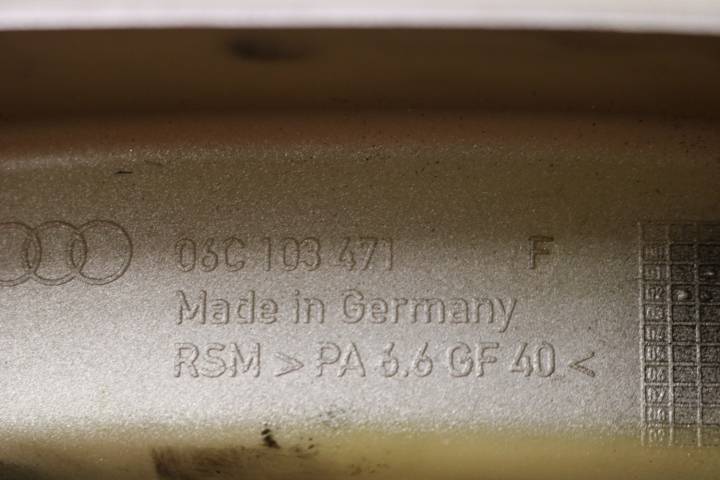 06C 103 471 F
Made in Germany
RSM > PA 6.6 GF 40 <